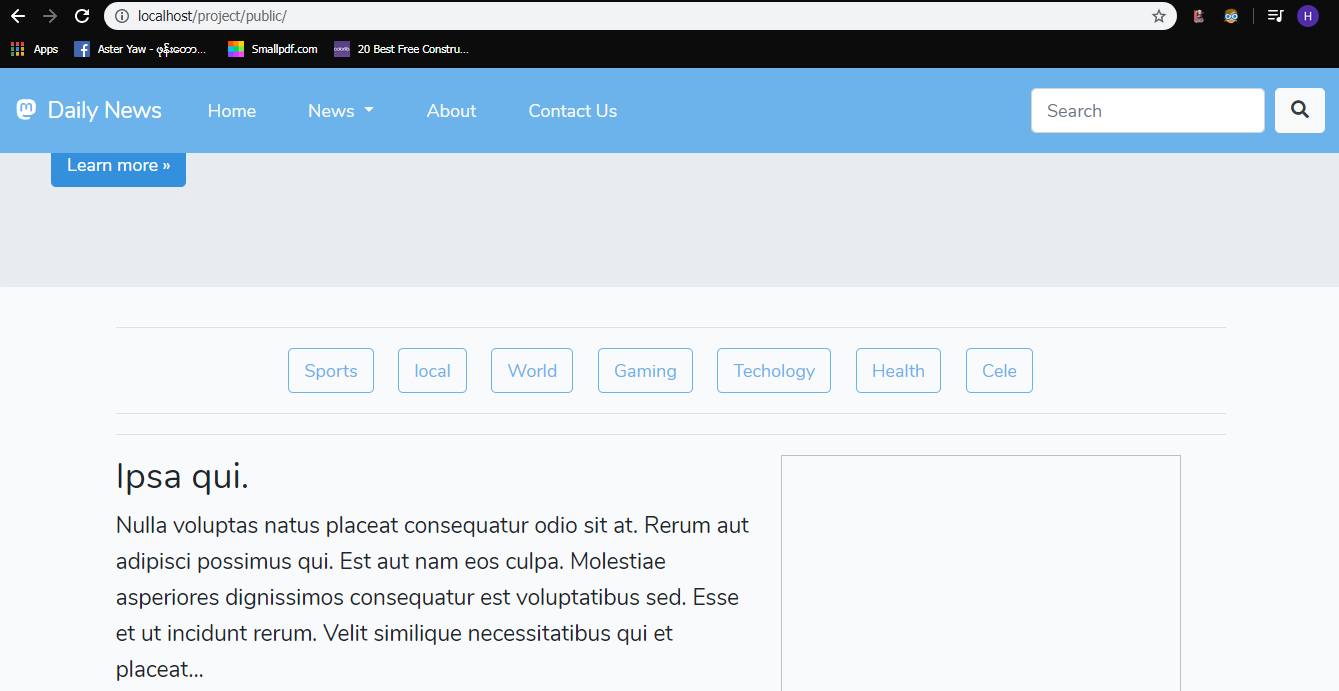 localhost/project/public/
H
Apps
Aster Yaw - ဖုန်းတော...
Smallpdf.com
20 Best Free Constru...
Daily News
Home
News
About
Contact Us
Search
Learn more »
Sports
local
World
Gaming
Techology
Health
Cele
Ipsa qui.
Nulla voluptas natus placeat consequatur odio sit at. Rerum aut
adipisci possimus qui. Est aut nam eos culpa. Molestiae
asperiores dignissimos consequatur est voluptatibus sed. Esse
et ut incidunt rerum. Velit similique necessitatibus qui et
placeat...